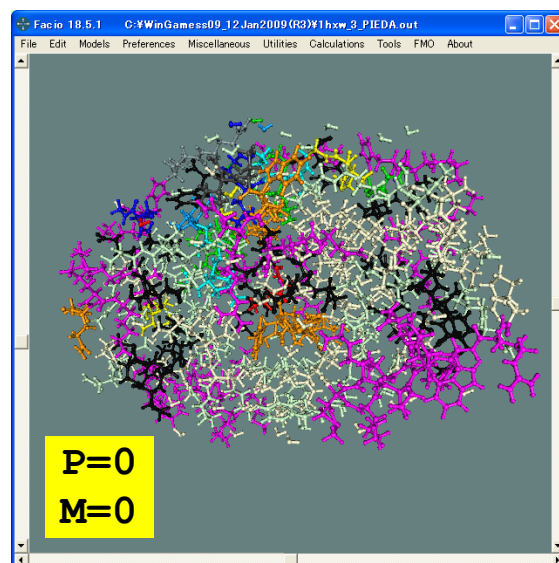 Facio 18.5.1 C:¥WinGamess09_12Jan2009(R3)¥1hxw_3_PIEDA.out
File Edit Models Preferences Miscellaneous Utilities Calculations Tools FMO About
P=0
M=0